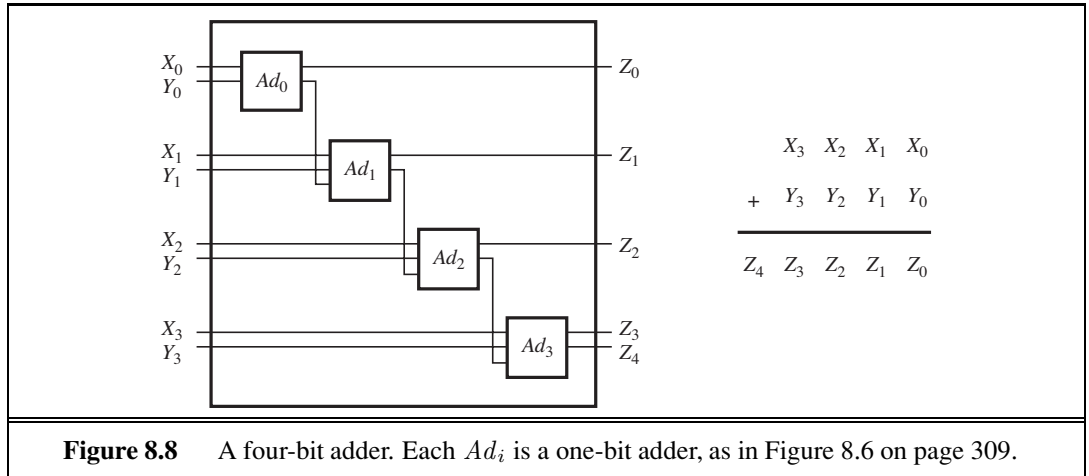 X₀
Y₀
Ad₀
Z₀
X₁
Y₁
Ad₁
Z₁
X₂
Y₂
Ad₂
Z₂
X₃
Y₃
Ad₃
Z₃
Z₄
X₃ X₂ X₁ X₀
+ Y₃ Y₂ Y₁ Y₀
Z₄ Z₃ Z₂ Z₁ Z₀
Figure 8.8 A four-bit adder. Each Adᵢ is a one-bit adder, as in Figure 8.6 on page 309.